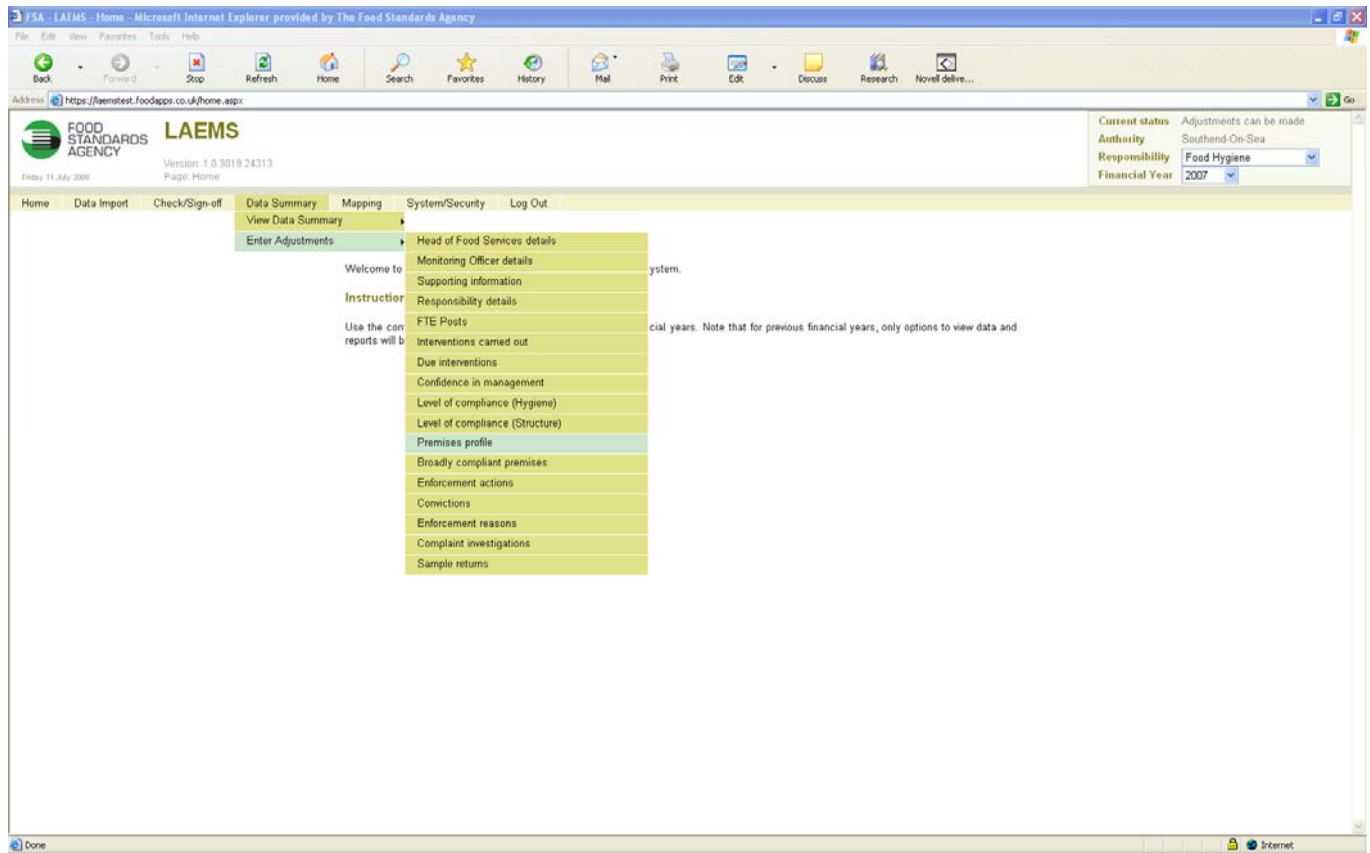 FSA - LAEMS - Home - Microsoft Internet Explorer provided by The Food Standards Agency
File Edit View Favorites Tools Help
Back Forward Stop Refresh Home Search Favorites History Mail Print Edit Discuss Research Novell delive...
Address https://laemstest.foodapps.co.uk/home.aspx Go
FOOD STANDARDS AGENCY
LAEMS
Version: 1.0.3019.24313
Friday 11 July 2008
Page: Home
Current status Adjustments can be made
Authority Southend-On-Sea
Responsibility Food Hygiene
Financial Year 2007
Home Data Import Check/Sign-off Data Summary Mapping System/Security Log Out
View Data Summary
Enter Adjustments
Head of Food Services details
Monitoring Officer details
Supporting information
Responsibility details
FTE Posts
Interventions carried out
Due interventions
Confidence in management
Level of compliance (Hygiene)
Level of compliance (Structure)
Premises profile
Broadly compliant premises
Enforcement actions
Convictions
Enforcement reasons
Complaint investigations
Sample returns
Welcome to ystem.
Instruction
Use the con cial years. Note that for previous financial years, only options to view data and
reports will b
Done Internet